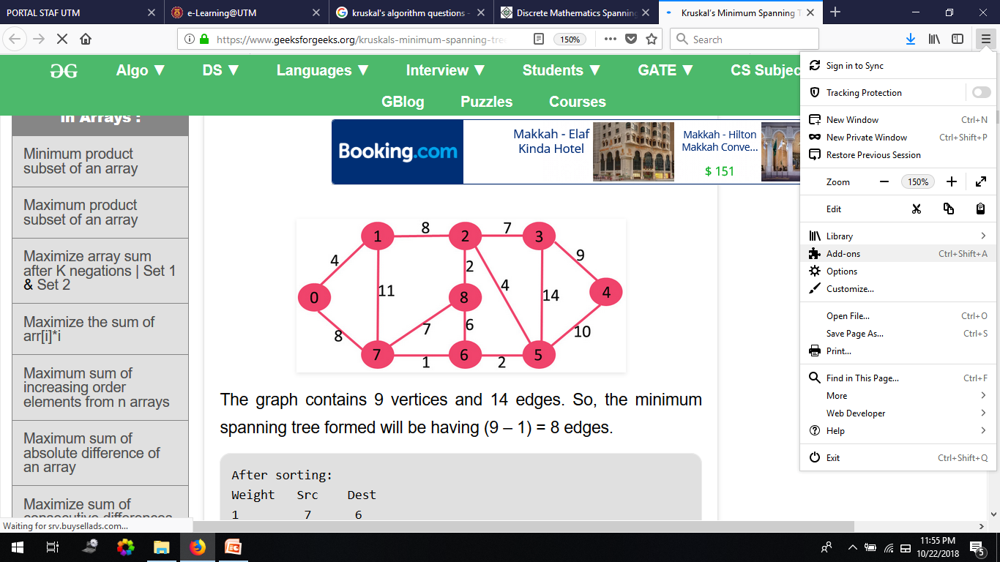 PORTAL STAF UTM
e-Learning@UTM
kruskal's algorithm questions -
Discrete Mathematics Spanning
Kruskal's Minimum Spanning T
https://www.geeksforgeeks.org/kruskals-minimum-spanning-tre
150%
Search
Algo ▼ DS ▼ Languages ▼ Interview ▼ Students ▼ GATE ▼ CS Subjec
GBlog Puzzles Courses
in Arrays :
Minimum product
subset of an array
Maximum product
subset of an array
Maximize array sum
after K negations | Set 1
& Set 2
Maximize the sum of
arr[i]*i
Maximum sum of
increasing order
elements from n arrays
Maximum sum of
absolute difference of
an array
Maximize sum of
consecutive differences
Waiting for srv.buysellads.com...
Booking.com
Makkah - Elaf
Kinda Hotel
Makkah - Hilton
Makkah Conve...
$ 151
8 7
1 2 3
4 2 9
11 4 14
0 8 4
8 7 6 10
7 6 5
1 2
The graph contains 9 vertices and 14 edges. So, the minimum
spanning tree formed will be having (9 – 1) = 8 edges.
After sorting:
Weight Src Dest
1 7 6
Sign in to Sync
Tracking Protection
New Window Ctrl+N
New Private Window Ctrl+Shift+P
Restore Previous Session
Zoom 150%
Edit
Library
Add-ons Ctrl+Shift+A
Options
Customize...
Open File... Ctrl+O
Save Page As... Ctrl+S
Print...
Find in This Page... Ctrl+F
More
Web Developer
Help
Exit Ctrl+Shift+Q
11:55 PM
10/22/2018
5